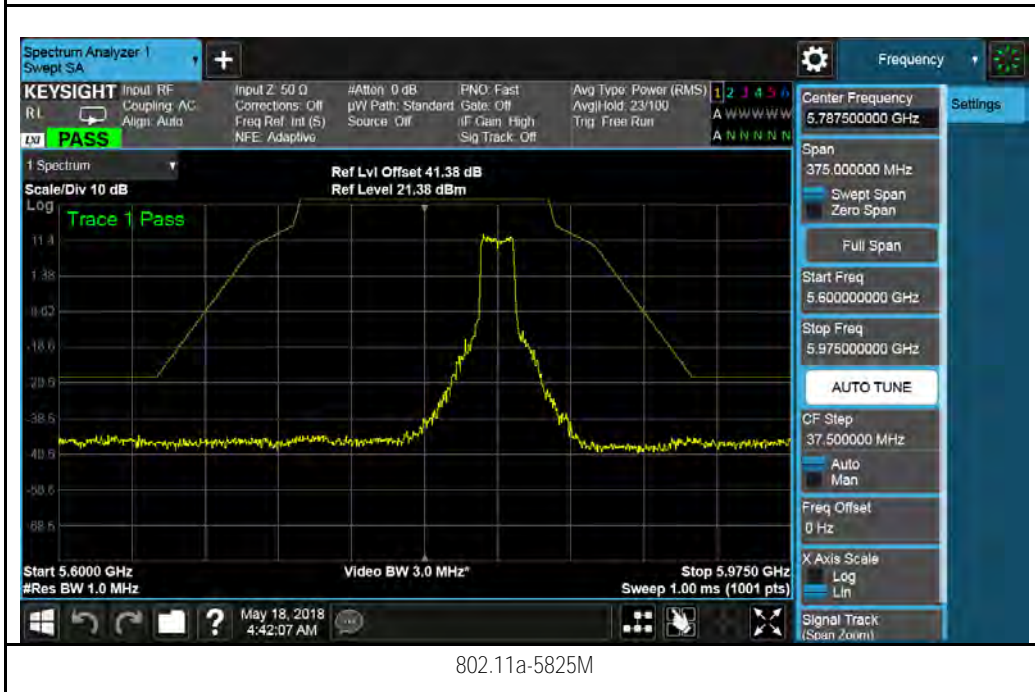 Spectrum Analyzer 1
Swept SA
Frequency
KEYSIGHT
RL
LXI
PASS
Input: RF
Coupling: AC
Align: Auto
Input Z: 50 Ω
Corrections: Off
Freq Ref: Int (S)
NFE: Adaptive
#Atten: 0 dB
µW Path: Standard
Source: Off
PNO: Fast
Gate: Off
IF Gain: High
Sig Track: Off
Avg Type: Power (RMS)
Avg|Hold: 23/100
Trig: Free Run
1 2 3 4 5 6
A W W W W W
A N N N N N
1 Spectrum
Scale/Div 10 dB
Log
Ref Lvl Offset 41.38 dB
Ref Level 21.38 dBm
Trace 1 Pass
11.4
1.38
-8.62
-18.6
-38.6
Start 5.6000 GHz
#Res BW 1.0 MHz
Video BW 3.0 MHz*
Stop 5.9750 GHz
Sweep 1.00 ms (1001 pts)
May 18, 2018
4:42:07 AM
?
Center Frequency
5.787500000 GHz
Settings
Span
375.000000 MHz
Swept Span
Zero Span
Full Span
Start Freq
5.600000000 GHz
Stop Freq
5.975000000 GHz
AUTO TUNE
CF Step
37.500000 MHz
Auto
Man
Freq Offset
0 Hz
X Axis Scale
Log
Lin
Signal Track
(Span Zoom)
802.11a-5825M